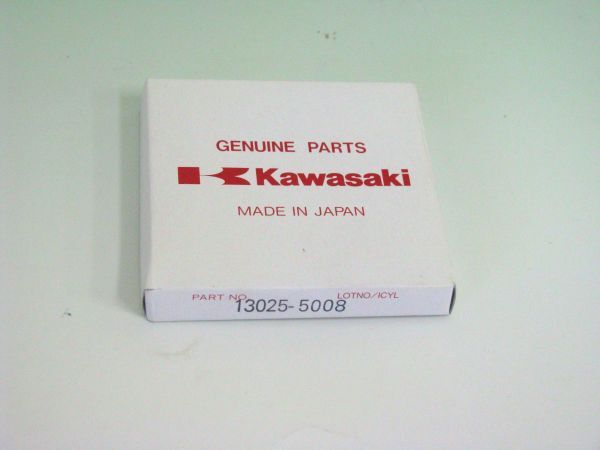 GENUINE PARTS
Kawasaki
MADE IN JAPAN
PART NO. LOTNO/ICYL
13025-5008